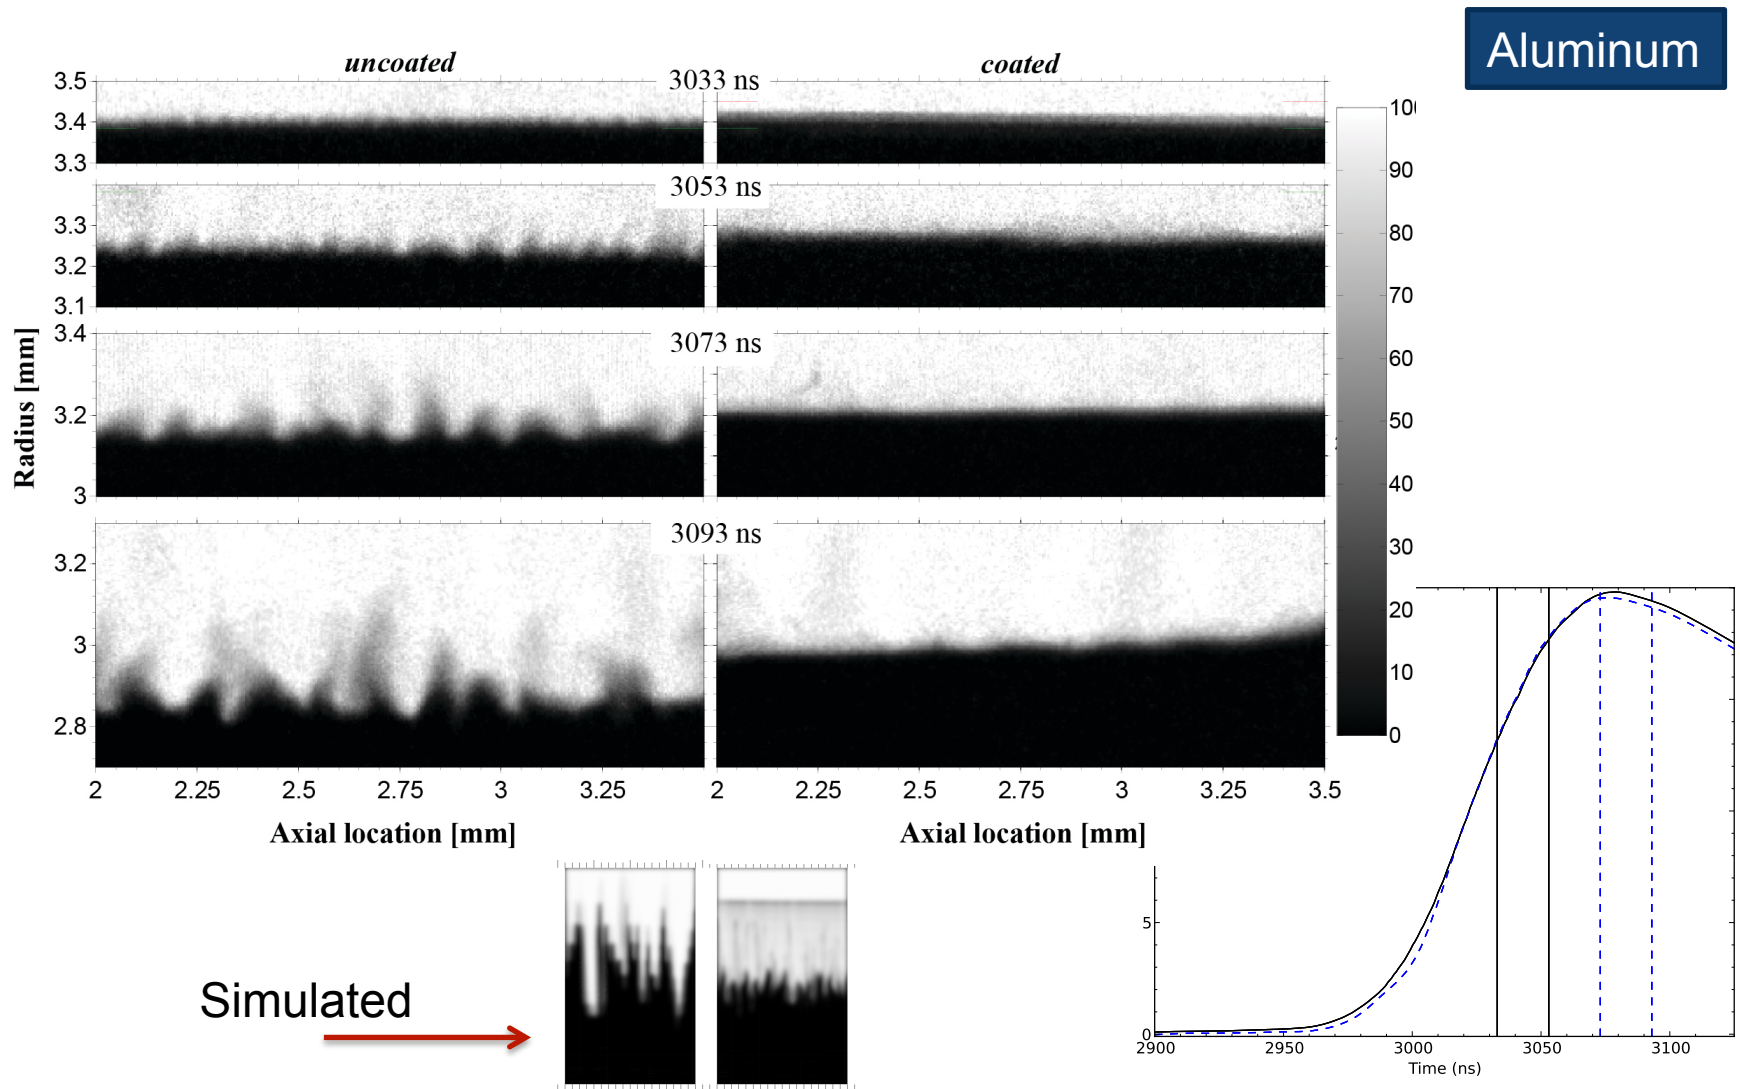 Aluminum
uncoated
coated
3033 ns
3.5
3.4
3.3
3053 ns
3.3
3.2
3.1
3073 ns
3.4
3.2
3
3093 ns
3.2
3
2.8
Radius [mm]
2 2.25 2.5 2.75 3 3.25
2 2.25 2.5 2.75 3 3.25 3.5
Axial location [mm]
Axial location [mm]
90
80
70
60
50
40
30
20
10
0
Simulated
5
0
2900 2950 3000 3050 3100
Time (ns)